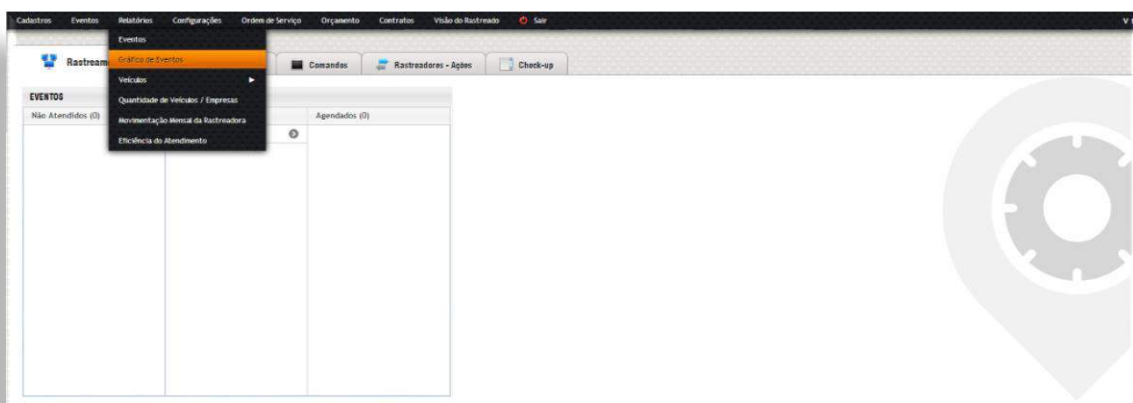 Cadastros Eventos Relatórios Configurações Ordem de Serviço Orçamento Contratos Visão do Rastreado Sair
Eventos
Gráfico de Eventos
Veículos
Quantidade de Veículos / Empresas
Movimentação Mensal da Rastreadora
Eficiência do Atendimento
Comandos Rastreadores - Ações Check-up
EVENTOS
Não Atendidos (0) Agendados (0)